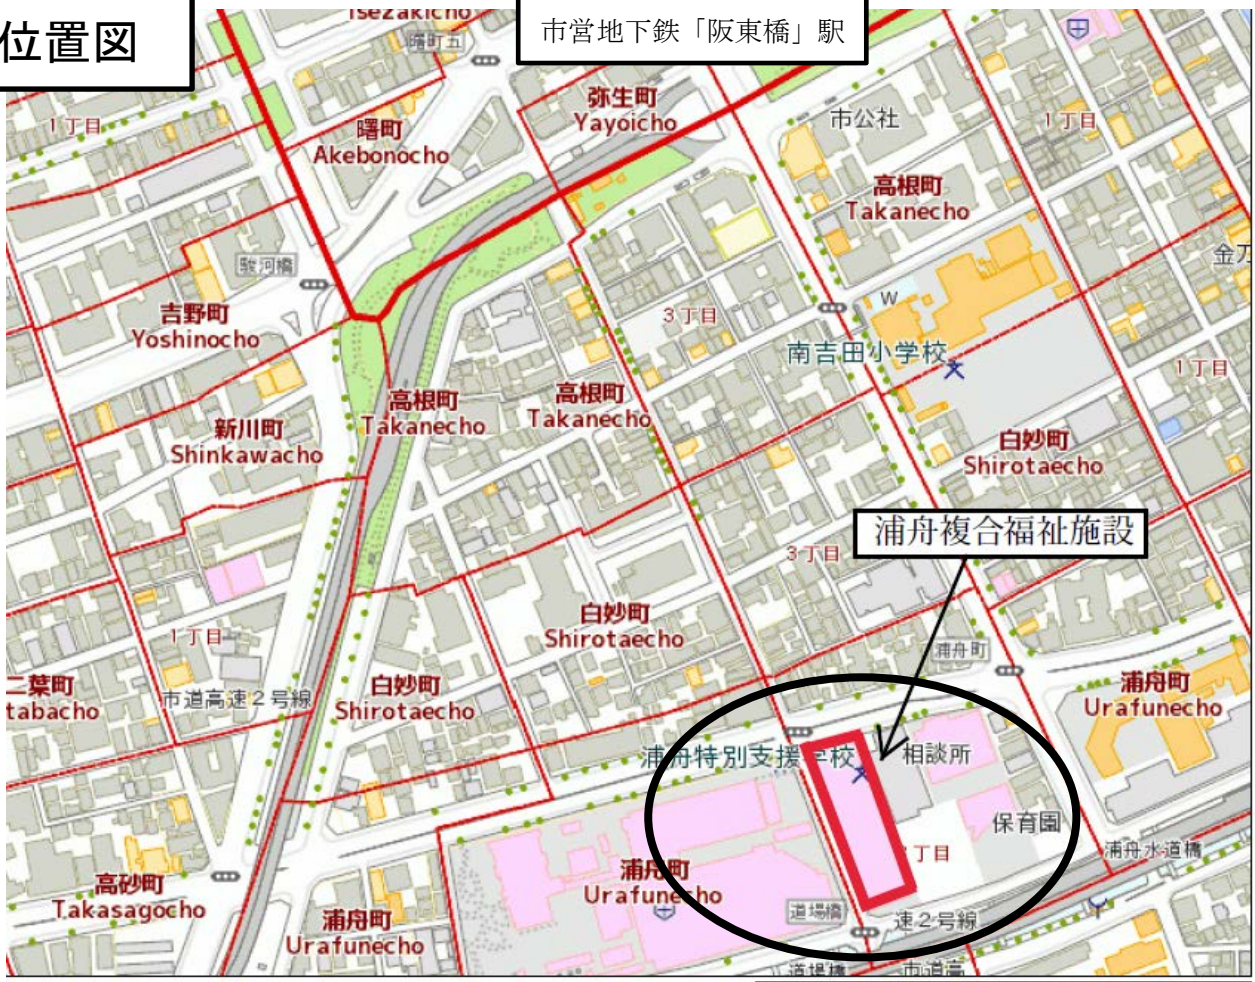 位置図
Isezakicho
市営地下鉄「阪東橋」駅
曙町五
弥生町
Yayoicho
市公社
1丁目
1丁目
曙町
Akebonocho
高根町
Takanecho
駿河橋
吉野町
Yoshinocho
3丁目
W
南吉田小学校
1丁目
高根町
Takanecho
高根町
Takanecho
新川町
Shinkawacho
白妙町
Shirotaecho
浦舟複合福祉施設
3丁目
白妙町
Shirotaecho
1丁目
浦舟町
二葉町
tabacho
市道高速2号線
白妙町
Shirotaecho
浦舟町
Urafunecho
浦舟特別支援学校
相談所
保育園
丁目
浦舟水道橋
高砂町
Takasagocho
浦舟町
Urafunecho
浦舟町
Urafunecho
道場橋
速2号線
道場橋
市道高